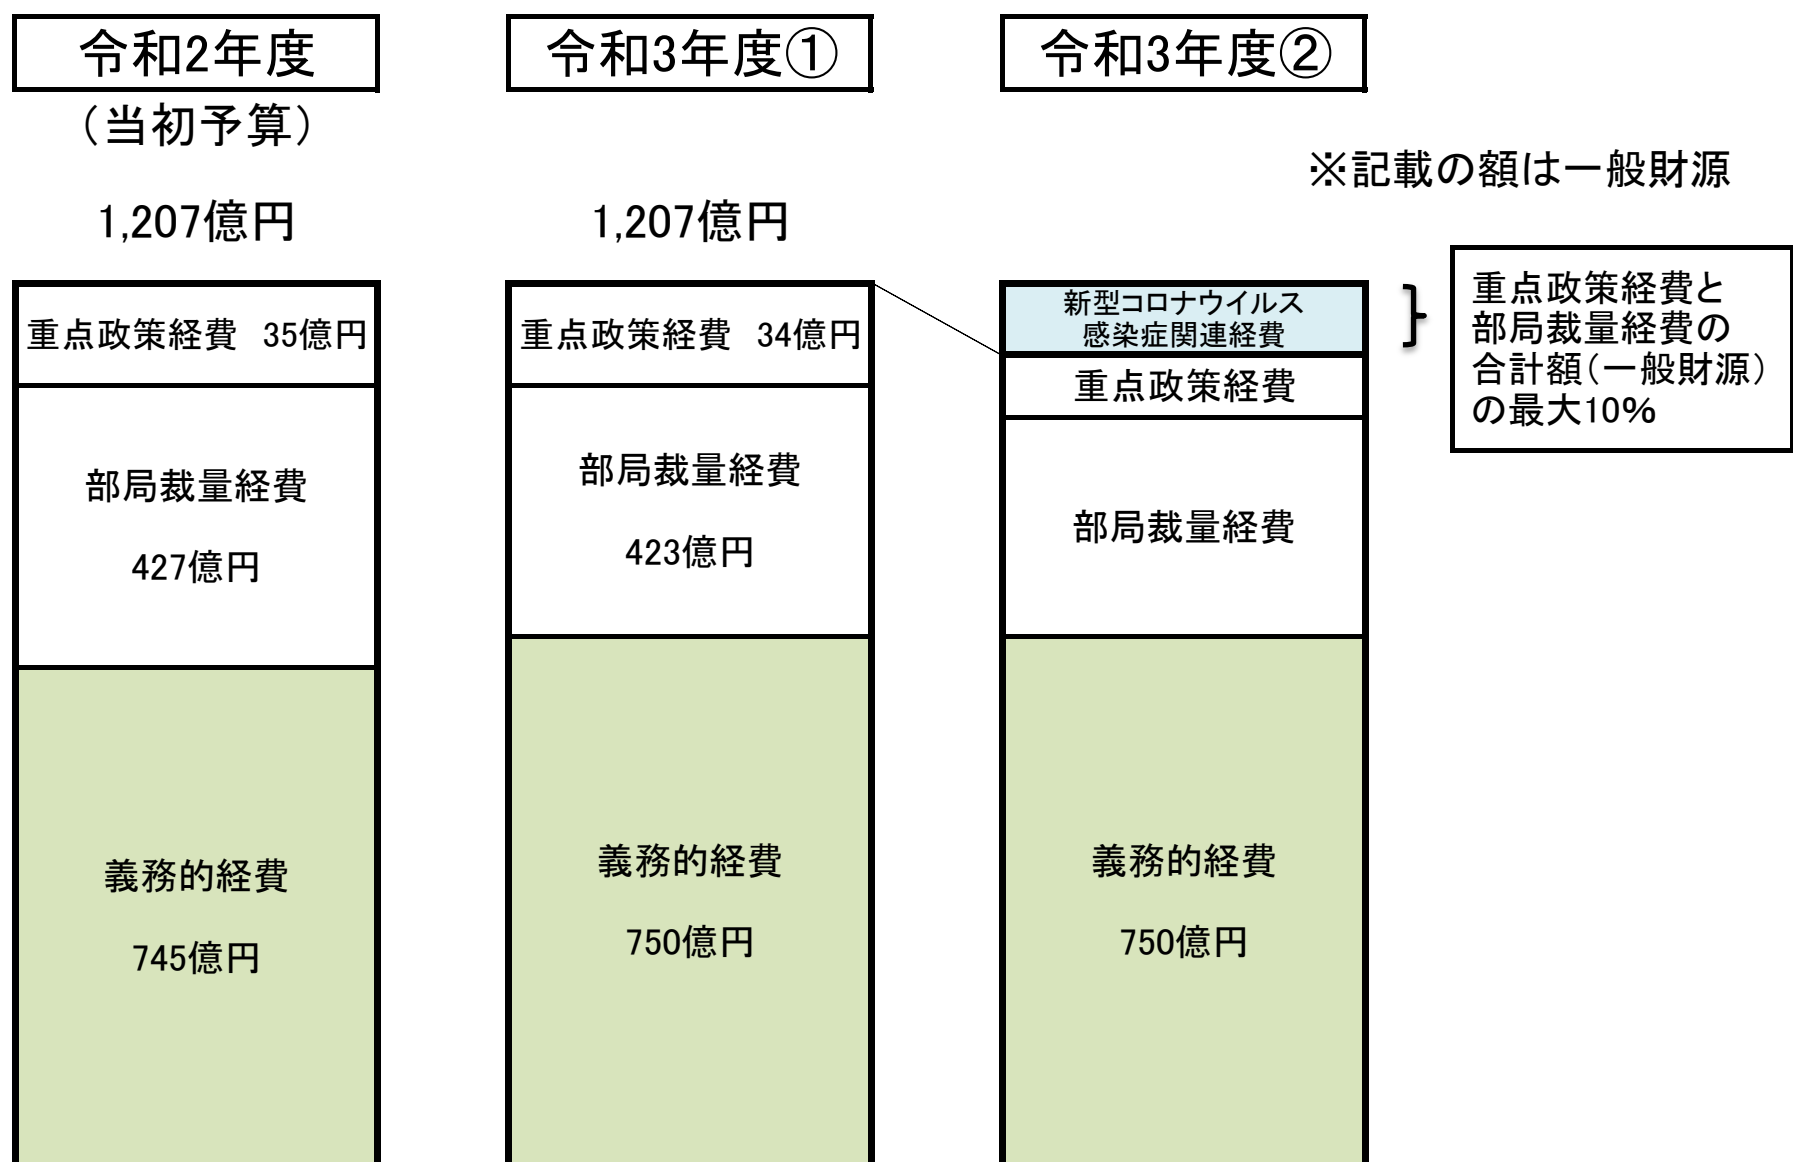 令和2年度
（当初予算）
1,207億円
重点政策経費　35億円
部局裁量経費
427億円
義務的経費
745億円
令和3年度①
1,207億円
重点政策経費　34億円
部局裁量経費
423億円
義務的経費
750億円
令和3年度②
※記載の額は一般財源
新型コロナウイルス
感染症関連経費
重点政策経費
部局裁量経費
義務的経費
750億円
重点政策経費と
部局裁量経費の
合計額（一般財源）
の最大10%